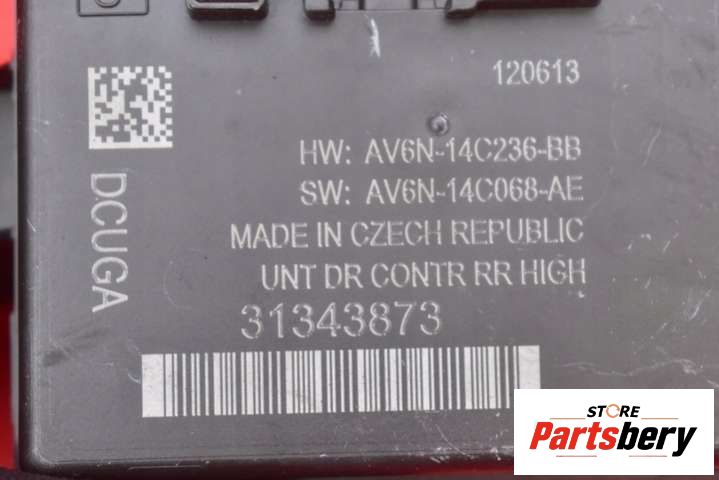 120613
HW: AV6N-14C236-BB
SW: AV6N-14C068-AE
MADE IN CZECH REPUBLIC
UNT DR CONTR RR HIGH
31343873
DCUGA
STORE
Partsbery